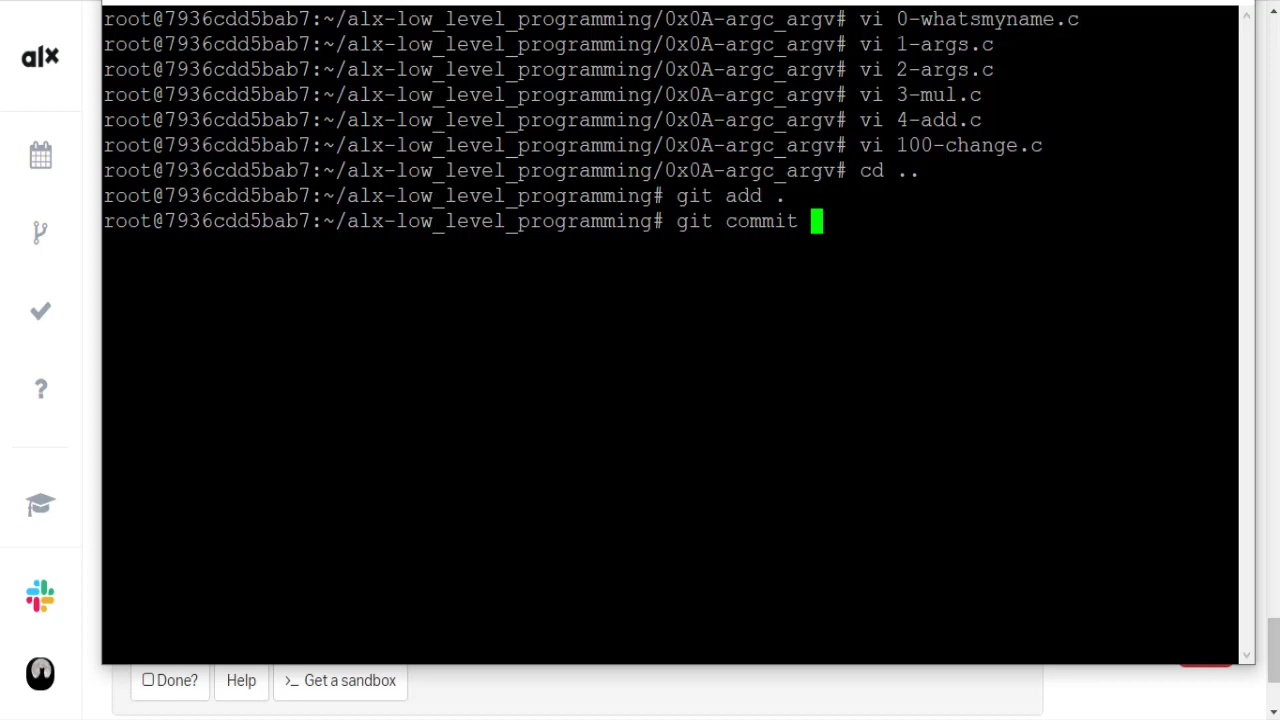 alx
root@7936cdd5bab7:~/alx-low_level_programming/0x0A-argc_argv# vi 0-whatsmyname.c
root@7936cdd5bab7:~/alx-low_level_programming/0x0A-argc_argv# vi 1-args.c
root@7936cdd5bab7:~/alx-low_level_programming/0x0A-argc_argv# vi 2-args.c
root@7936cdd5bab7:~/alx-low_level_programming/0x0A-argc_argv# vi 3-mul.c
root@7936cdd5bab7:~/alx-low_level_programming/0x0A-argc_argv# vi 4-add.c
root@7936cdd5bab7:~/alx-low_level_programming/0x0A-argc_argv# vi 100-change.c
root@7936cdd5bab7:~/alx-low_level_programming/0x0A-argc_argv# cd ..
root@7936cdd5bab7:~/alx-low_level_programming# git add .
root@7936cdd5bab7:~/alx-low_level_programming# git commit
Done? Help >_ Get a sandbox